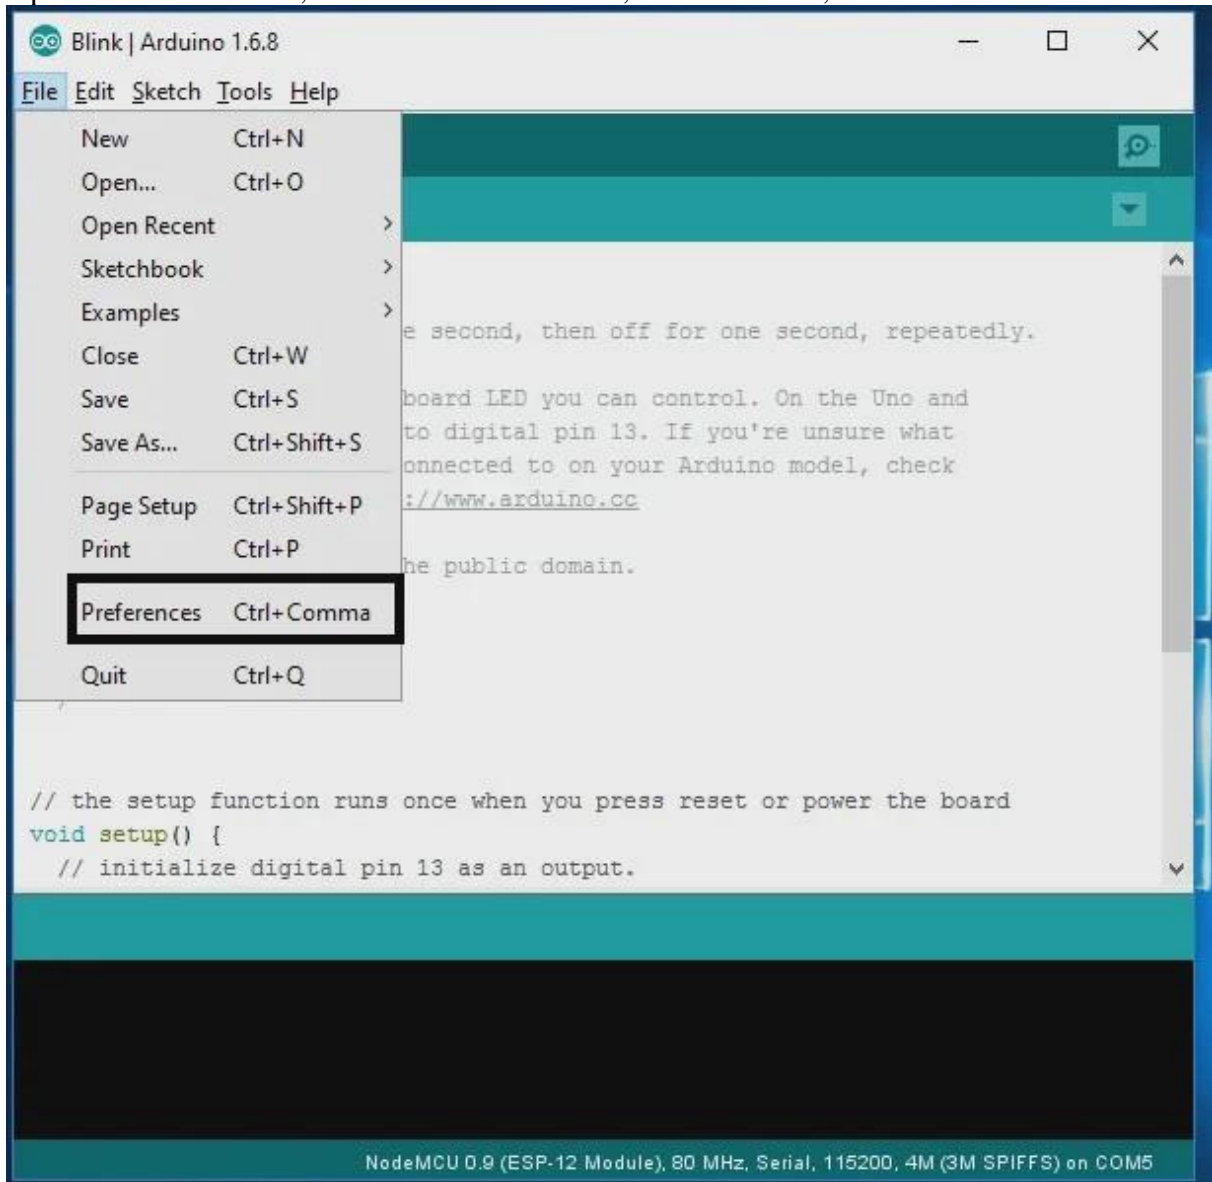 Blink | Arduino 1.6.8
File Edit Sketch Tools Help
New Ctrl+N
Open... Ctrl+O
Open Recent >
Sketchbook >
Examples >
Close Ctrl+W
Save Ctrl+S
Save As... Ctrl+Shift+S
Page Setup Ctrl+Shift+P
Print Ctrl+P
Preferences Ctrl+Comma
Quit Ctrl+Q
e second, then off for one second, repeatedly.
board LED you can control. On the Uno and
to digital pin 13. If you're unsure what
onnected to on your Arduino model, check
://www.arduino.cc
he public domain.
// the setup function runs once when you press reset or power the board
void setup() {
// initialize digital pin 13 as an output.
NodeMCU 0.9 (ESP-12 Module), 80 MHz, Serial, 115200, 4M (3M SPIFFS) on COM5